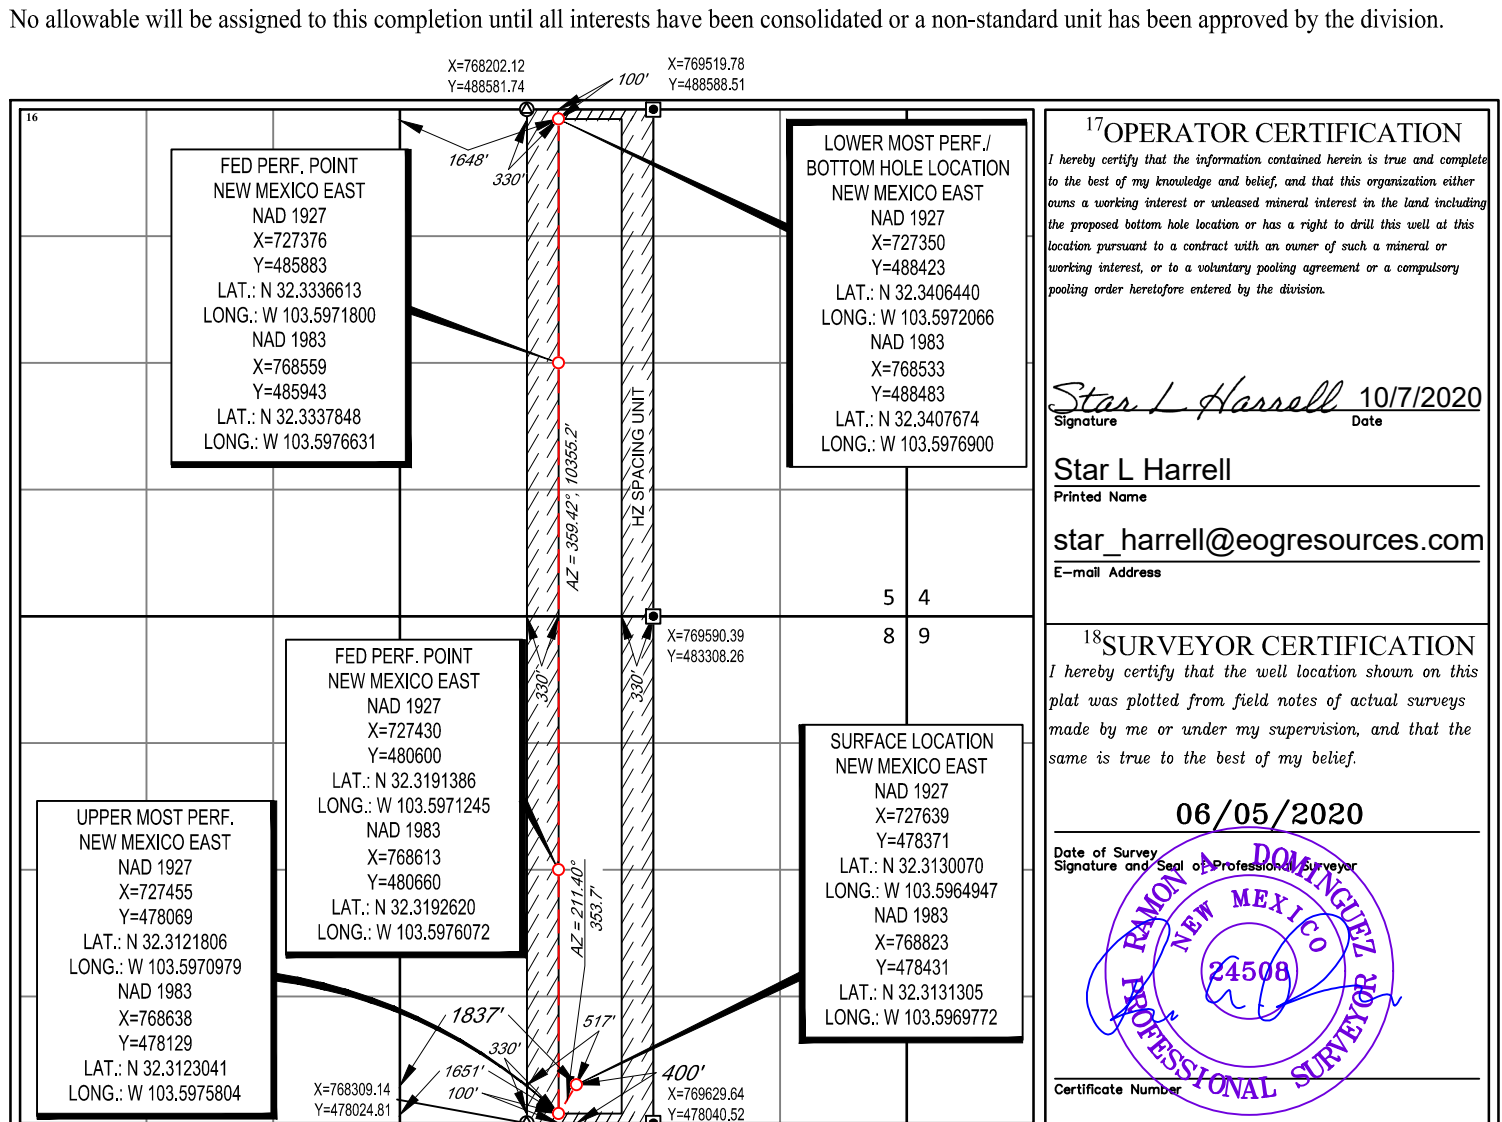 No allowable will be assigned to this completion until all interests have been consolidated or a non-standard unit has been approved by the division.
X=768202.12
Y=488581.74
100'
X=769519.78
Y=488588.51
16
1648'
330'
FED PERF. POINT
NEW MEXICO EAST
NAD 1927
X=727376
Y=485883
LAT.: N 32.3336613
LONG.: W 103.5971800
NAD 1983
X=768559
Y=485943
LAT.: N 32.3337848
LONG.: W 103.5976631
LOWER MOST PERF./
BOTTOM HOLE LOCATION
NEW MEXICO EAST
NAD 1927
X=727350
Y=488423
LAT.: N 32.3406440
LONG.: W 103.5972066
NAD 1983
X=768533
Y=488483
LAT.: N 32.3407674
LONG.: W 103.5976900
AZ = 359.42°, 10355.2'
HZ SPACING UNIT
5 4
8 9
X=769590.39
Y=483308.26
330'
330'
FED PERF. POINT
NEW MEXICO EAST
NAD 1927
X=727430
Y=480600
LAT.: N 32.3191386
LONG.: W 103.5971245
NAD 1983
X=768613
Y=480660
LAT.: N 32.3192620
LONG.: W 103.5976072
SURFACE LOCATION
NEW MEXICO EAST
NAD 1927
X=727639
Y=478371
LAT.: N 32.3130070
LONG.: W 103.5964947
NAD 1983
X=768823
Y=478431
LAT.: N 32.3131305
LONG.: W 103.5969772
UPPER MOST PERF.
NEW MEXICO EAST
NAD 1927
X=727455
Y=478069
LAT.: N 32.3121806
LONG.: W 103.5970979
NAD 1983
X=768638
Y=478129
LAT.: N 32.3123041
LONG.: W 103.5975804
AZ = 211.40°
353.7'
1837'
517'
330'
1651'
100'
400'
X=768309.14
Y=478024.81
X=769629.64
Y=478040.52
17OPERATOR CERTIFICATION
I hereby certify that the information contained herein is true and complete
to the best of my knowledge and belief, and that this organization either
owns a working interest or unleased mineral interest in the land including
the proposed bottom hole location or has a right to drill this well at this
location pursuant to a contract with an owner of such a mineral or
working interest, or to a voluntary pooling agreement or a compulsory
pooling order heretofore entered by the division.
Star L Harrell 10/7/2020
Signature Date
Star L Harrell
Printed Name
star_harrell@eogresources.com
E-mail Address
18SURVEYOR CERTIFICATION
I hereby certify that the well location shown on this
plat was plotted from field notes of actual surveys
made by me or under my supervision, and that the
same is true to the best of my belief.
06/05/2020
Date of Survey
Signature and Seal of Professional Surveyor
RAMON A. DOMINGUEZ
NEW MEXICO
24508
PROFESSIONAL SURVEYOR
Certificate Number